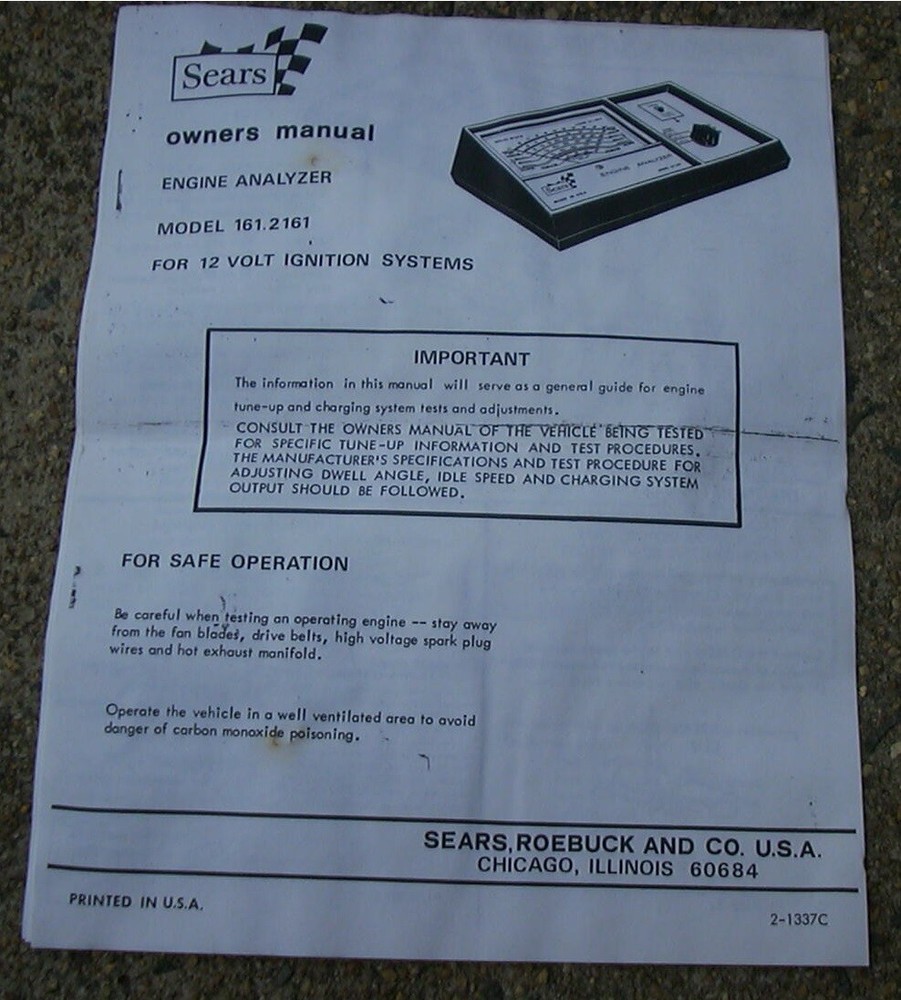 Sears
owners manual
ENGINE ANALYZER
MODEL 161.2161
FOR 12 VOLT IGNITION SYSTEMS
Sears
ENGINE ANALYZER
IMPORTANT
The information in this manual will serve as a general guide for engine
tune-up and charging system tests and adjustments.
CONSULT THE OWNERS MANUAL OF THE VEHICLE BEING TESTED
FOR SPECIFIC TUNE-UP INFORMATION AND TEST PROCEDURES.
THE MANUFACTURER'S SPECIFICATIONS AND TEST PROCEDURE FOR
ADJUSTING DWELL ANGLE, IDLE SPEED AND CHARGING SYSTEM
OUTPUT SHOULD BE FOLLOWED.
FOR SAFE OPERATION
Be careful when testing an operating engine -- stay away
from the fan blades, drive belts, high voltage spark plug
wires and hot exhaust manifold.
Operate the vehicle in a well ventilated area to avoid
danger of carbon monoxide poisoning.
SEARS, ROEBUCK AND CO. U.S.A.
CHICAGO, ILLINOIS 60684
PRINTED IN U.S.A.
2-1337C